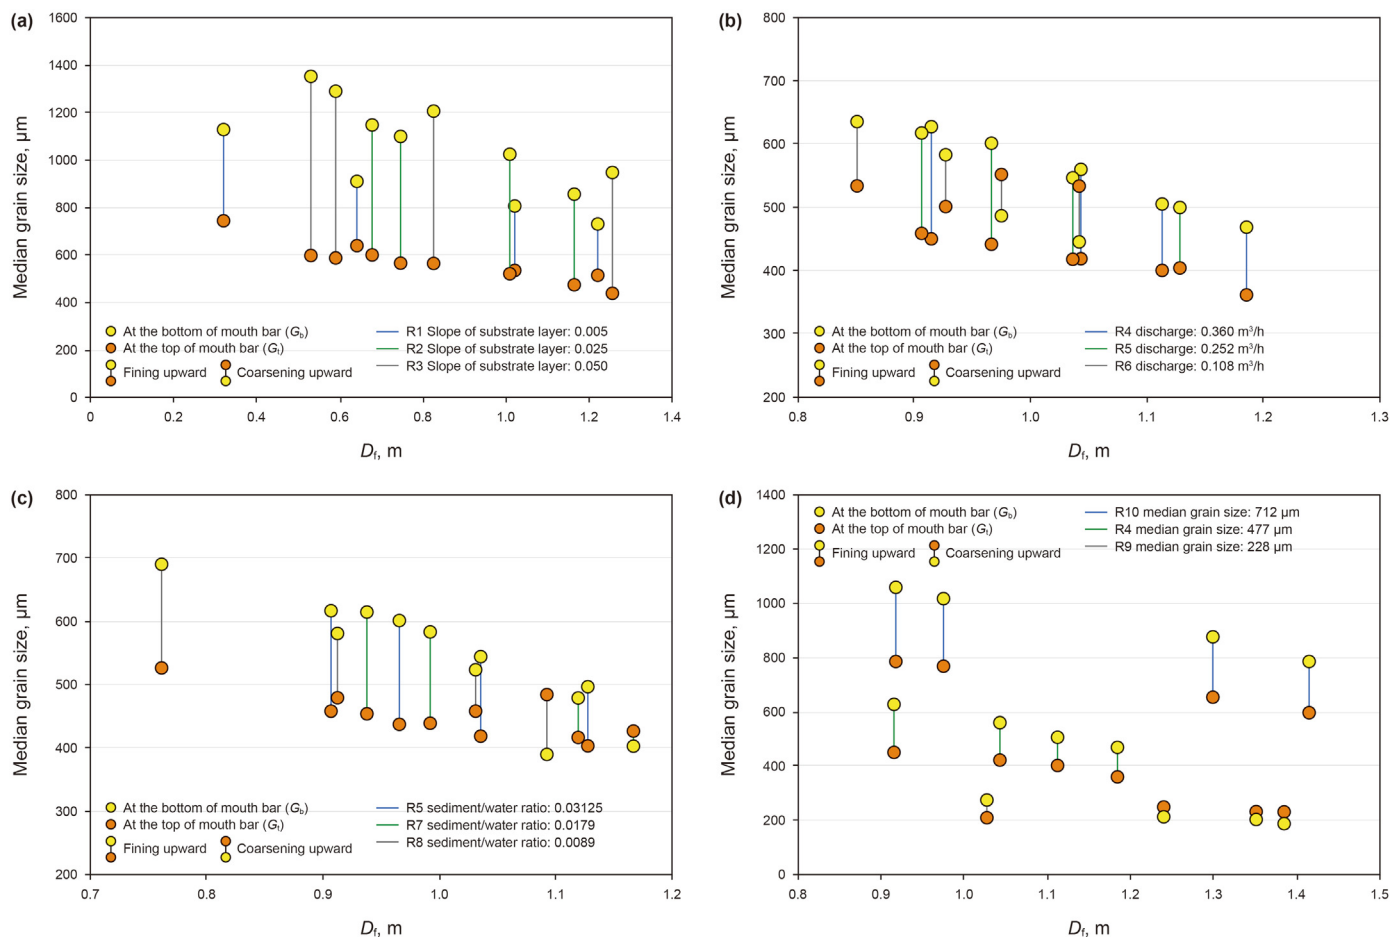 (a)
1600
1400
1200
1000
800
600
400
200
0
Median grain size, µm
At the bottom of mouth bar (Gb)
At the top of mouth bar (Gt)
Fining upward
Coarsening upward
R1 Slope of substrate layer: 0.005
R2 Slope of substrate layer: 0.025
R3 Slope of substrate layer: 0.050
0 0.2 0.4 0.6 0.8 1.0 1.2 1.4
Df, m
(b)
800
700
600
500
400
300
200
Median grain size, µm
At the bottom of mouth bar (Gb)
At the top of mouth bar (Gt)
Fining upward
Coarsening upward
R4 discharge: 0.360 m³/h
R5 discharge: 0.252 m³/h
R6 discharge: 0.108 m³/h
0.8 0.9 1.0 1.1 1.2 1.3
Df, m
(c)
800
700
600
500
400
300
200
Median grain size, µm
At the bottom of mouth bar (Gb)
At the top of mouth bar (Gt)
Fining upward
Coarsening upward
R5 sediment/water ratio: 0.03125
R7 sediment/water ratio: 0.0179
R8 sediment/water ratio: 0.0089
0.7 0.8 0.9 1.0 1.1 1.2
Df, m
(d)
1400
1200
1000
800
600
400
200
0
Median grain size, µm
At the bottom of mouth bar (Gb)
At the top of mouth bar (Gt)
Fining upward
Coarsening upward
R10 median grain size: 712 µm
R4 median grain size: 477 µm
R9 median grain size: 228 µm
0.8 0.9 1.0 1.1 1.2 1.3 1.4 1.5
Df, m